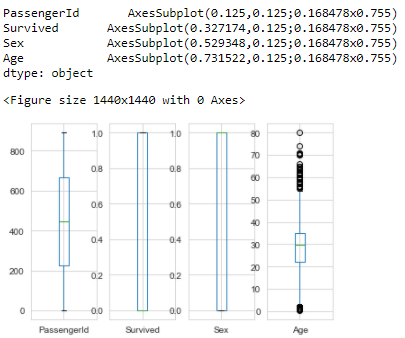 PassengerId AxesSubplot(0.125,0.125;0.168478x0.755)
Survived AxesSubplot(0.327174,0.125;0.168478x0.755)
Sex AxesSubplot(0.529348,0.125;0.168478x0.755)
Age AxesSubplot(0.731522,0.125;0.168478x0.755)
dtype: object
<Figure size 1440x1440 with 0 Axes>
800
600
400
200
0
PassengerId
1.0
0.8
0.6
0.4
0.2
0.0
Survived
1.0
0.8
0.6
0.4
0.2
0.0
Sex
80
70
60
50
40
30
20
10
0
Age